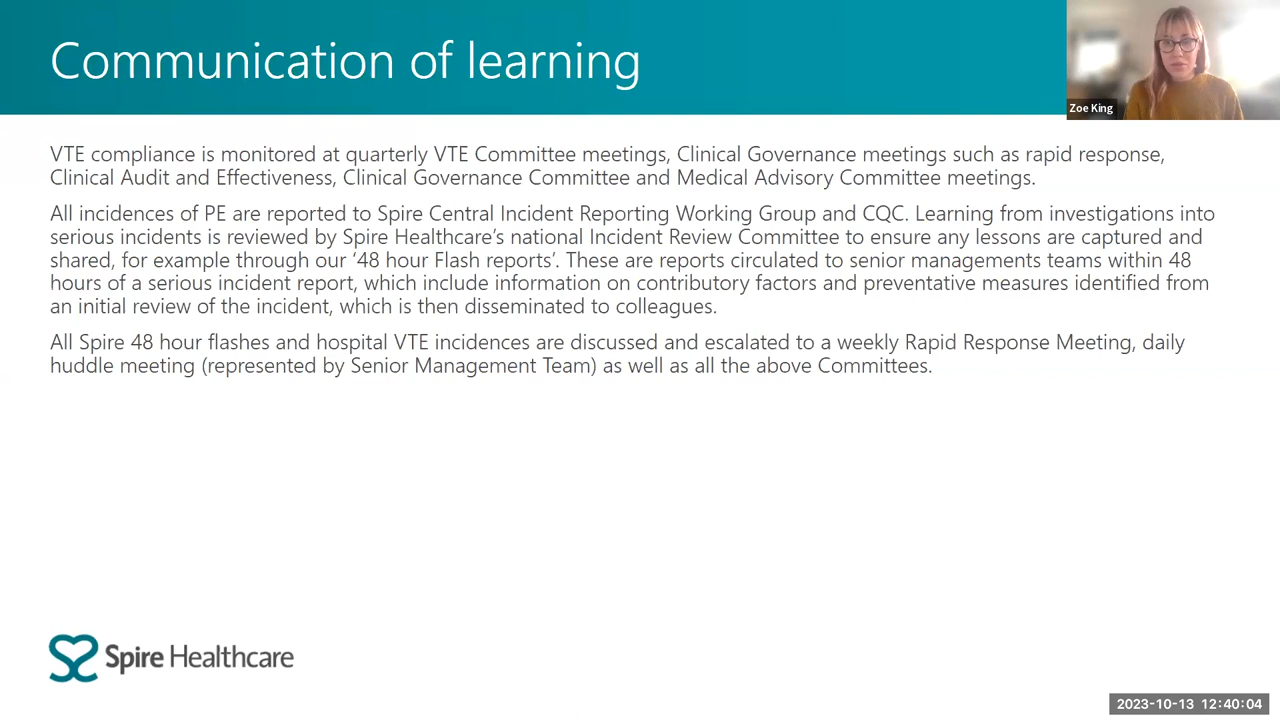 Communication of learning
Zoe King
VTE compliance is monitored at quarterly VTE Committee meetings, Clinical Governance meetings such as rapid response,
Clinical Audit and Effectiveness, Clinical Governance Committee and Medical Advisory Committee meetings.
All incidences of PE are reported to Spire Central Incident Reporting Working Group and CQC. Learning from investigations into
serious incidents is reviewed by Spire Healthcare’s national Incident Review Committee to ensure any lessons are captured and
shared, for example through our ‘48 hour Flash reports’. These are reports circulated to senior managements teams within 48
hours of a serious incident report, which include information on contributory factors and preventative measures identified from
an initial review of the incident, which is then disseminated to colleagues.
All Spire 48 hour flashes and hospital VTE incidences are discussed and escalated to a weekly Rapid Response Meeting, daily
huddle meeting (represented by Senior Management Team) as well as all the above Committees.
Spire Healthcare
2023-10-13 12:40:04